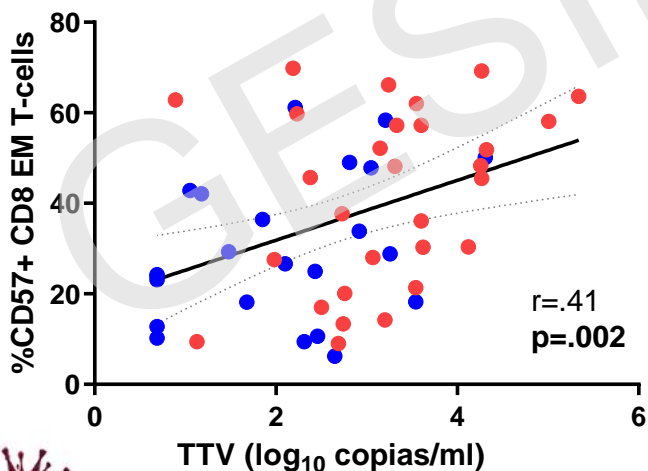 GESI
80
60
40
20
0
%CD57+ CD8 EM T-cells
r=.41
p=.002
0 2 4 6
TTV (log₁₀ copias/ml)